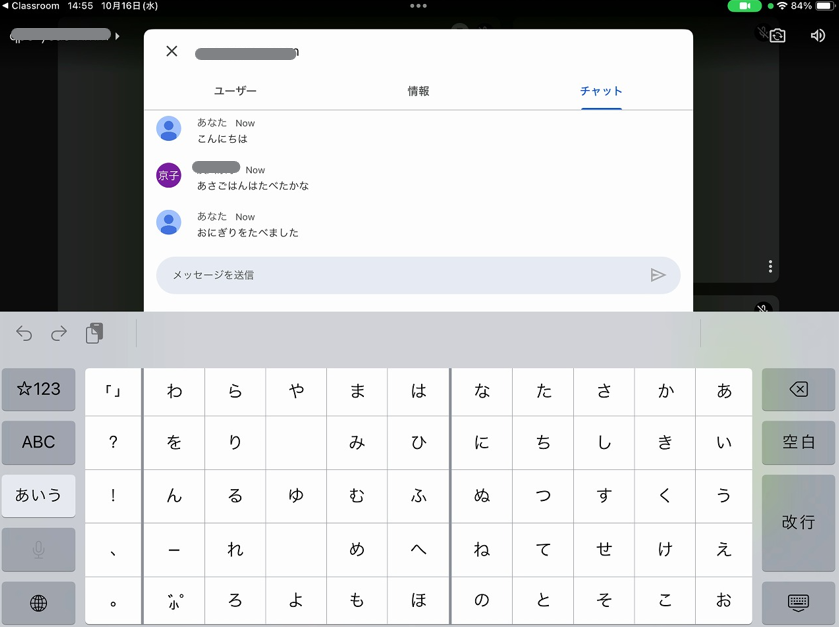 Classroom 14:55 10月16日(水) 84%
ユーザー 情報 チャット
あなた Now
こんにちは
京子 Now
あさごはんはたべたかな
あなた Now
おにぎりをたべました
メッセージを送信
☆123 「」 わ ら や ま は な た さ か あ
ABC ? を り み ひ に ち し き い 空白
あいう ! ん る ゆ む ふ ぬ つ す く う
改行
、 ー れ め へ ね て せ け え
。 ゛゜小 ろ よ も ほ の と そ こ お